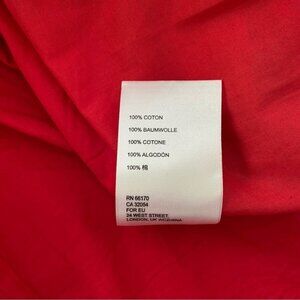 100% COTON
100% BAUMWOLLE
100% COTONE
100% ALGODÓN
100% 棉
RN 66170
CA 32054
FOR EU
24 WEST STREET,
LONDON, UK